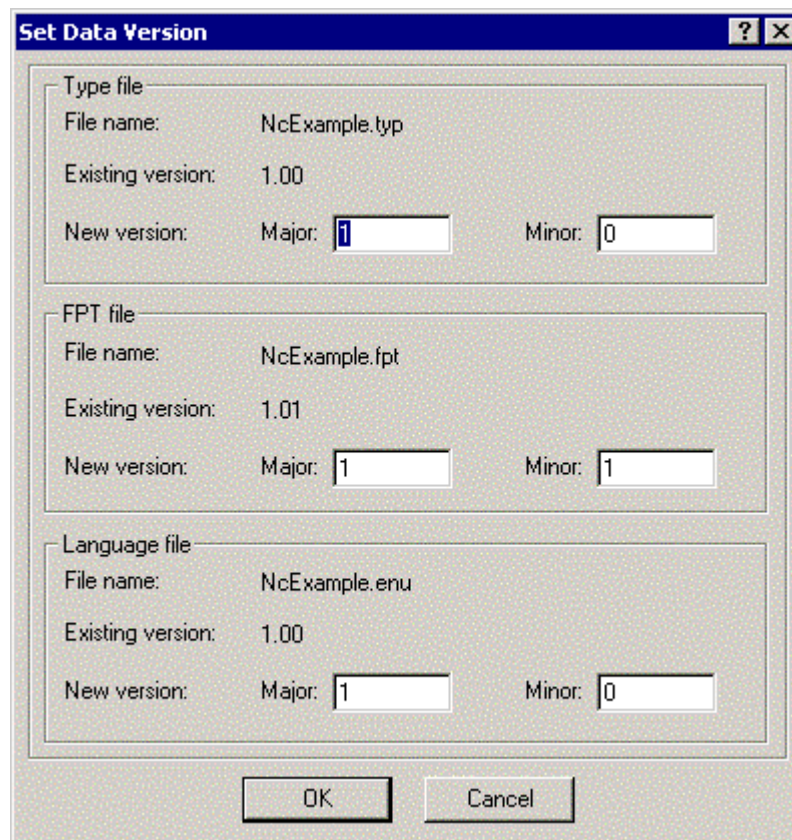 Set Data Version
Type file
File name: NcExample.typ
Existing version: 1.00
New version: Major: 1 Minor: 0
FPT file
File name: NcExample.fpt
Existing version: 1.01
New version: Major: 1 Minor: 1
Language file
File name: NcExample.enu
Existing version: 1.00
New version: Major: 1 Minor: 0
OK Cancel